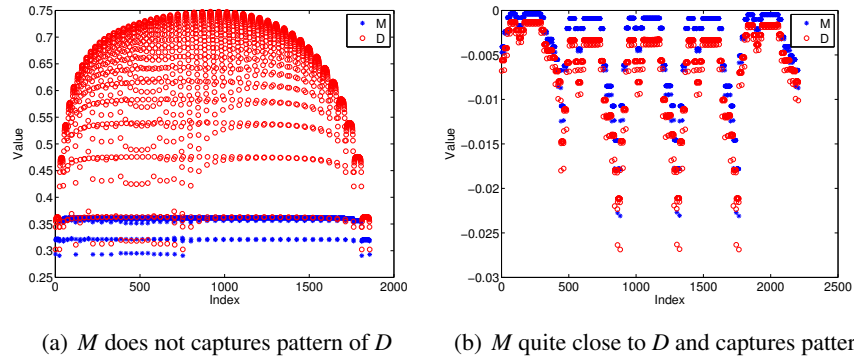 0.75
0.7
0.65
0.6
0.55
0.5
0.45
0.4
0.35
0.3
0.25
Value
0 500 1000 1500 2000
Index
M
D
0
−0.005
−0.01
−0.015
−0.02
−0.025
−0.03
Value
0 500 1000 1500 2000 2500
Index
M
D
(a) M does not captures pattern of D
(b) M quite close to D and captures patter